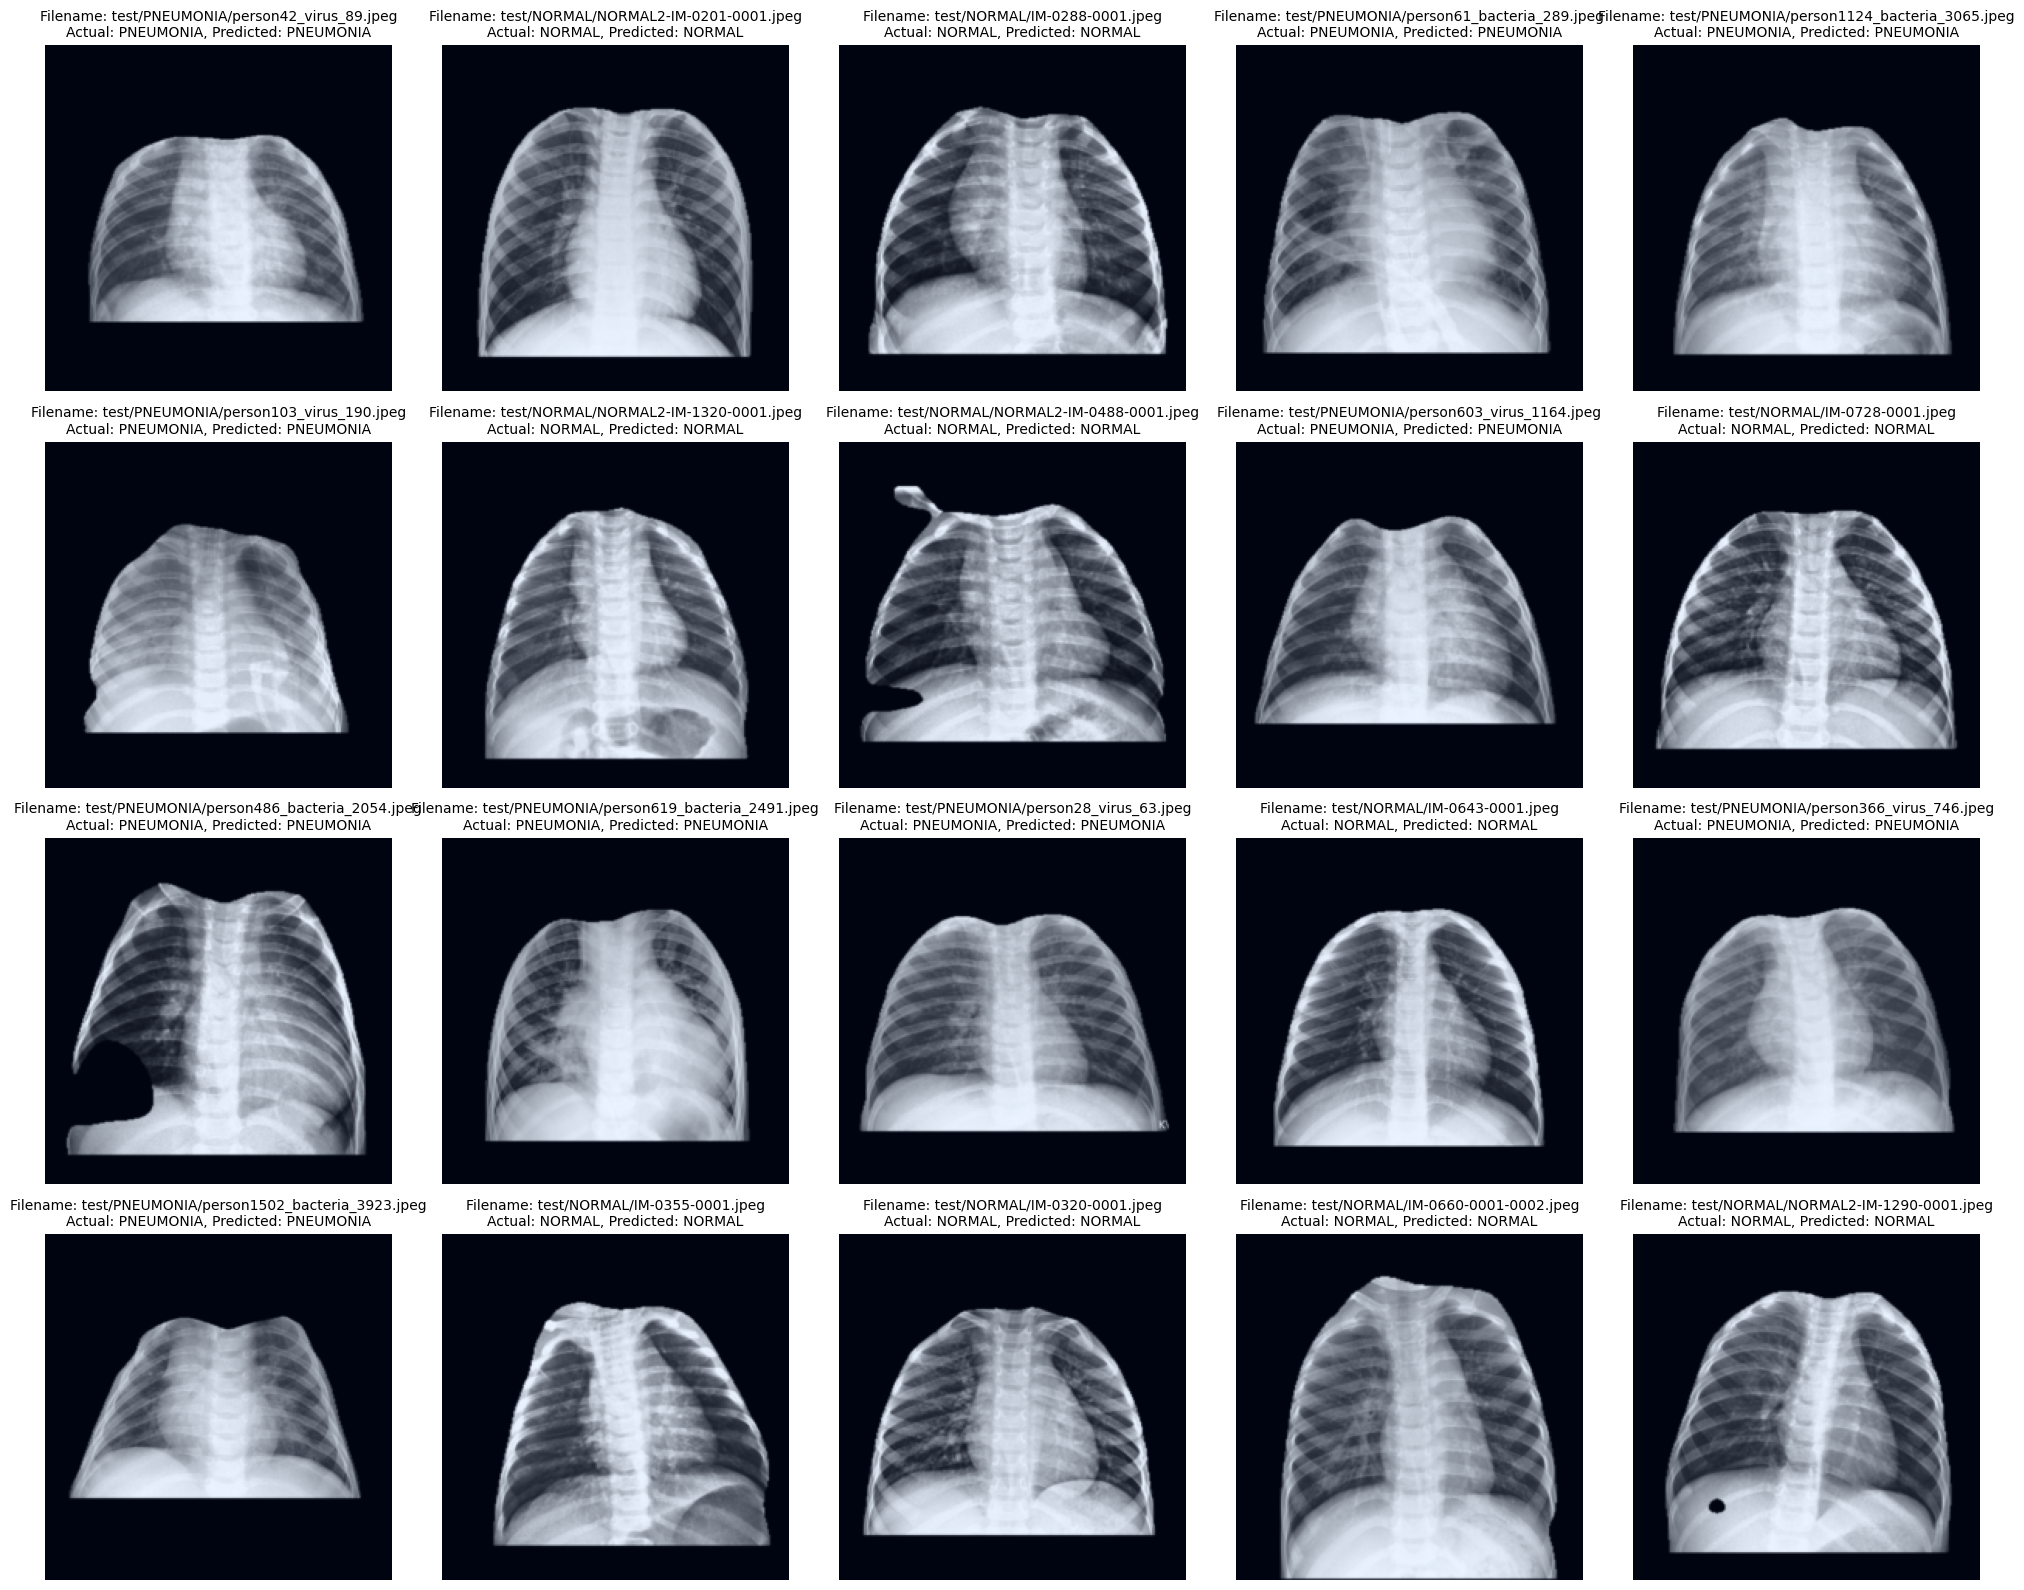 Filename: test/PNEUMONIA/person42_virus_89.jpeg
Actual: PNEUMONIA, Predicted: PNEUMONIA
Filename: test/NORMAL/NORMAL2-IM-0201-0001.jpeg
Actual: NORMAL, Predicted: NORMAL
Filename: test/NORMAL/IM-0288-0001.jpeg
Actual: NORMAL, Predicted: NORMAL
Filename: test/PNEUMONIA/person61_bacteria_289.jpeg
Actual: PNEUMONIA, Predicted: PNEUMONIA
Filename: test/PNEUMONIA/person1124_bacteria_3065.jpeg
Actual: PNEUMONIA, Predicted: PNEUMONIA
Filename: test/PNEUMONIA/person103_virus_190.jpeg
Actual: PNEUMONIA, Predicted: PNEUMONIA
Filename: test/NORMAL/NORMAL2-IM-1320-0001.jpeg
Actual: NORMAL, Predicted: NORMAL
Filename: test/NORMAL/NORMAL2-IM-0488-0001.jpeg
Actual: NORMAL, Predicted: NORMAL
Filename: test/PNEUMONIA/person603_virus_1164.jpeg
Actual: PNEUMONIA, Predicted: PNEUMONIA
Filename: test/NORMAL/IM-0728-0001.jpeg
Actual: NORMAL, Predicted: NORMAL
Filename: test/PNEUMONIA/person486_bacteria_2054.jpeg
Actual: PNEUMONIA, Predicted: PNEUMONIA
Filename: test/PNEUMONIA/person619_bacteria_2491.jpeg
Actual: PNEUMONIA, Predicted: PNEUMONIA
Filename: test/PNEUMONIA/person28_virus_63.jpeg
Actual: PNEUMONIA, Predicted: PNEUMONIA
Filename: test/NORMAL/IM-0643-0001.jpeg
Actual: NORMAL, Predicted: NORMAL
Filename: test/PNEUMONIA/person366_virus_746.jpeg
Actual: PNEUMONIA, Predicted: PNEUMONIA
Filename: test/PNEUMONIA/person1502_bacteria_3923.jpeg
Actual: PNEUMONIA, Predicted: PNEUMONIA
Filename: test/NORMAL/IM-0355-0001.jpeg
Actual: NORMAL, Predicted: NORMAL
Filename: test/NORMAL/IM-0320-0001.jpeg
Actual: NORMAL, Predicted: NORMAL
Filename: test/NORMAL/IM-0660-0001-0002.jpeg
Actual: NORMAL, Predicted: NORMAL
Filename: test/NORMAL/NORMAL2-IM-1290-0001.jpeg
Actual: NORMAL, Predicted: NORMAL